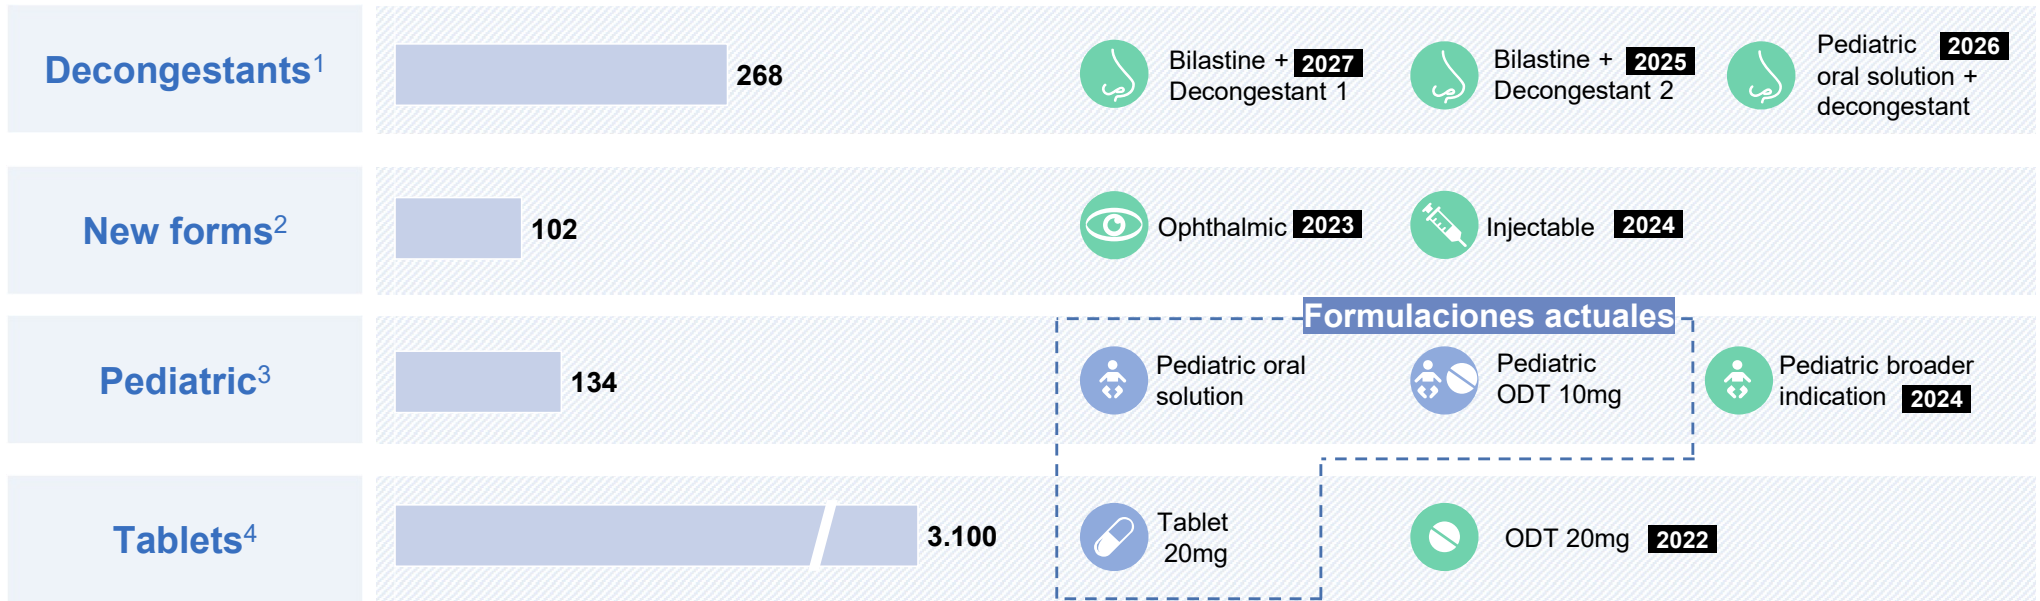 Decongestants1
268
Bilastine + 2027
Decongestant 1
Bilastine + 2025
Decongestant 2
Pediatric 2026
oral solution +
decongestant
New forms2
102
Ophthalmic 2023
Injectable 2024
Formulaciones actuales
Pediatric3
134
Pediatric oral
solution
Pediatric
ODT 10mg
Pediatric broader
indication 2024
Tablets4
3.100
Tablet
20mg
ODT 20mg 2022